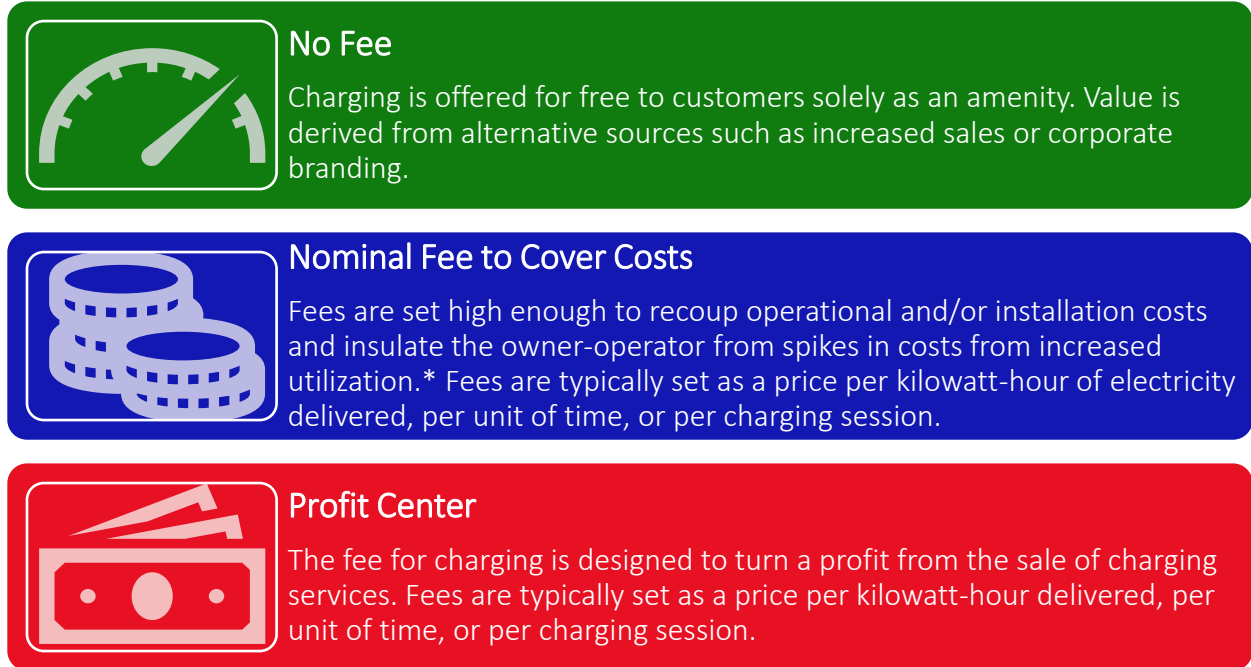 No Fee
Charging is offered for free to customers solely as an amenity. Value is
derived from alternative sources such as increased sales or corporate
branding.
Nominal Fee to Cover Costs
Fees are set high enough to recoup operational and/or installation costs
and insulate the owner-operator from spikes in costs from increased
utilization.* Fees are typically set as a price per kilowatt-hour of electricity
delivered, per unit of time, or per charging session.
Profit Center
The fee for charging is designed to turn a profit from the sale of charging
services. Fees are typically set as a price per kilowatt-hour delivered, per
unit of time, or per charging session.